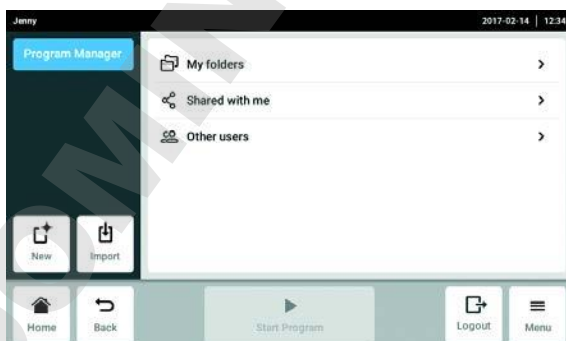 Jenny
2017-02-14 | 12:34
Program Manager
My folders
Shared with me
Other users
New
Import
Home
Back
Start Program
Logout
Menu